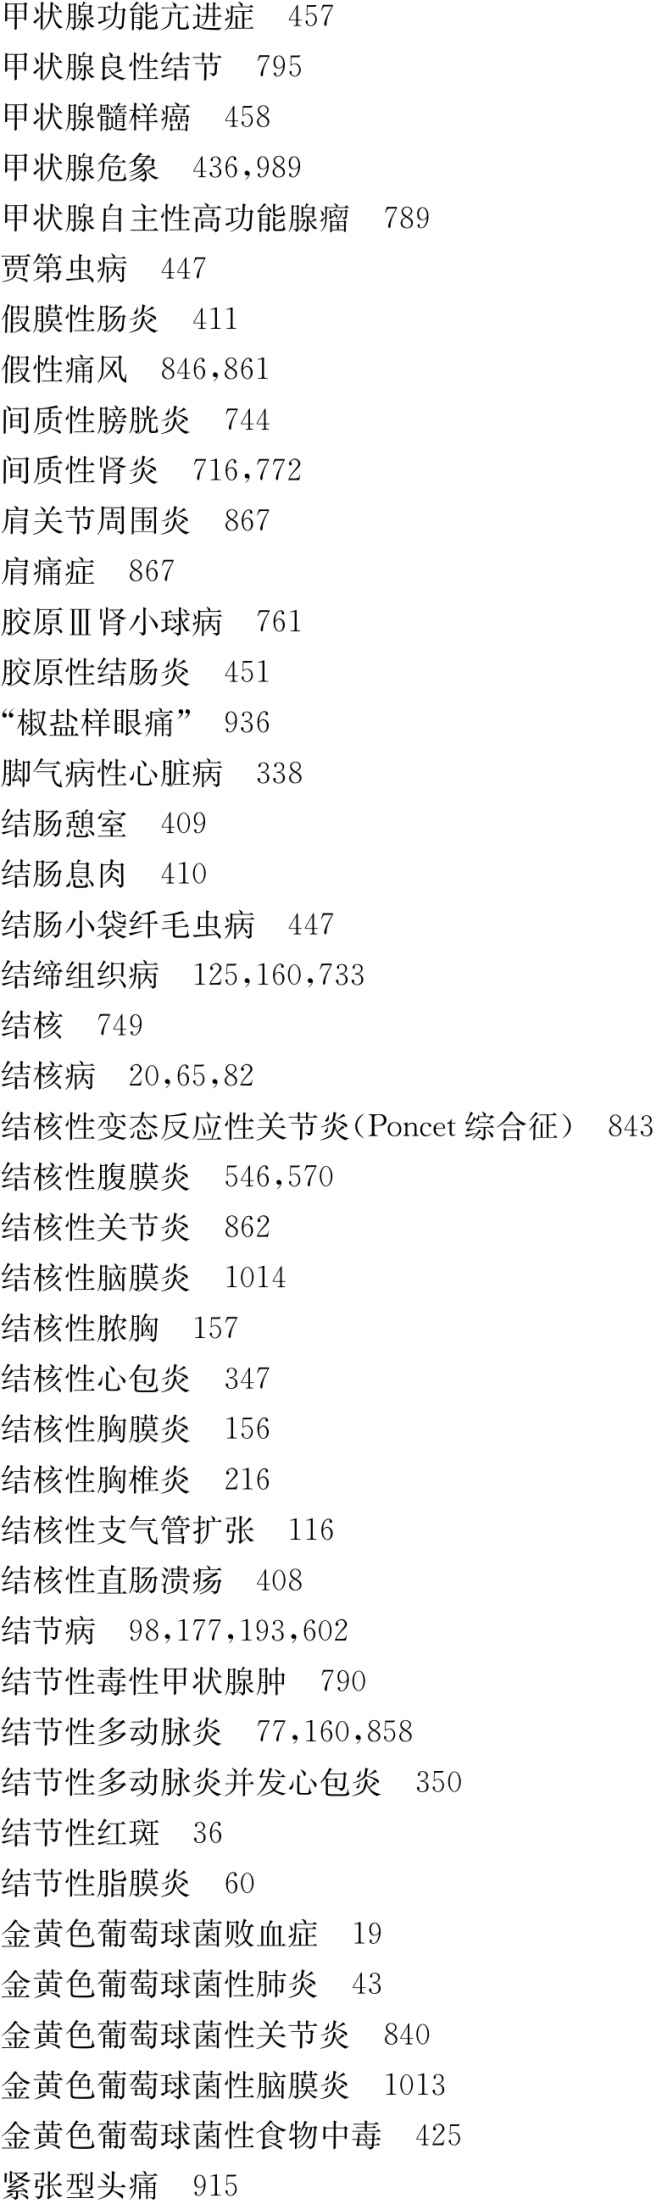 甲状腺功能亢进症 457
甲状腺良性结节 795
甲状腺髓样癌 458
甲状腺危象 436,989
甲状腺自主性高功能腺瘤 789
贾第虫病 447
假膜性肠炎 411
假性痛风 846,861
间质性膀胱炎 744
间质性肾炎 716,772
肩关节周围炎 867
肩痛症 867
胶原Ⅲ肾小球病 761
胶原性结肠炎 451
“椒盐样眼痛” 936
脚气病性心脏病 338
结肠憩室 409
结肠息肉 410
结肠小袋纤毛虫病 447
结缔组织病 125,160,733
结核 749
结核病 20,65,82
结核性变态反应性关节炎(Poncet 综合征) 843
结核性腹膜炎 546,570
结核性关节炎 862
结核性脑膜炎 1014
结核性脓胸 157
结核性心包炎 347
结核性胸膜炎 156
结核性胸椎炎 216
结核性支气管扩张 116
结核性直肠溃疡 408
结节病 98,177,193,602
结节性毒性甲状腺肿 790
结节性多动脉炎 77,160,858
结节性多动脉炎并发心包炎 350
结节性红斑 36
结节性脂膜炎 60
金黄色葡萄球菌败血症 19
金黄色葡萄球菌性肺炎 43
金黄色葡萄球菌性关节炎 840
金黄色葡萄球菌性脑膜炎 1013
金黄色葡萄球菌性食物中毒 425
紧张型头痛 915